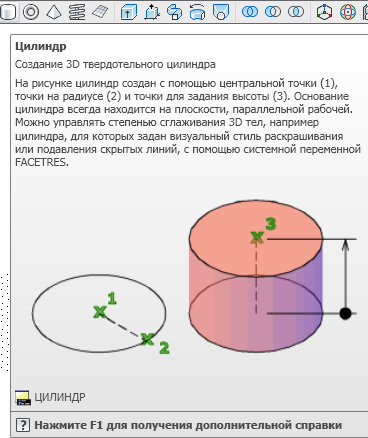 Цилиндр
Создание 3D твердотельного цилиндра
На рисунке цилиндр создан с помощью центральной точки (1),
точки на радиусе (2) и точки для задания высоты (3). Основание
цилиндра всегда находится на плоскости, параллельной рабочей.
Можно управлять степенью сглаживания 3D тел, например
цилиндра, для которых задан визуальный стиль раскрашивания
или подавления скрытых линий, с помощью системной переменной
FACETRES.
3
1
2
ЦИЛИНДР
? Нажмите F1 для получения дополнительной справки